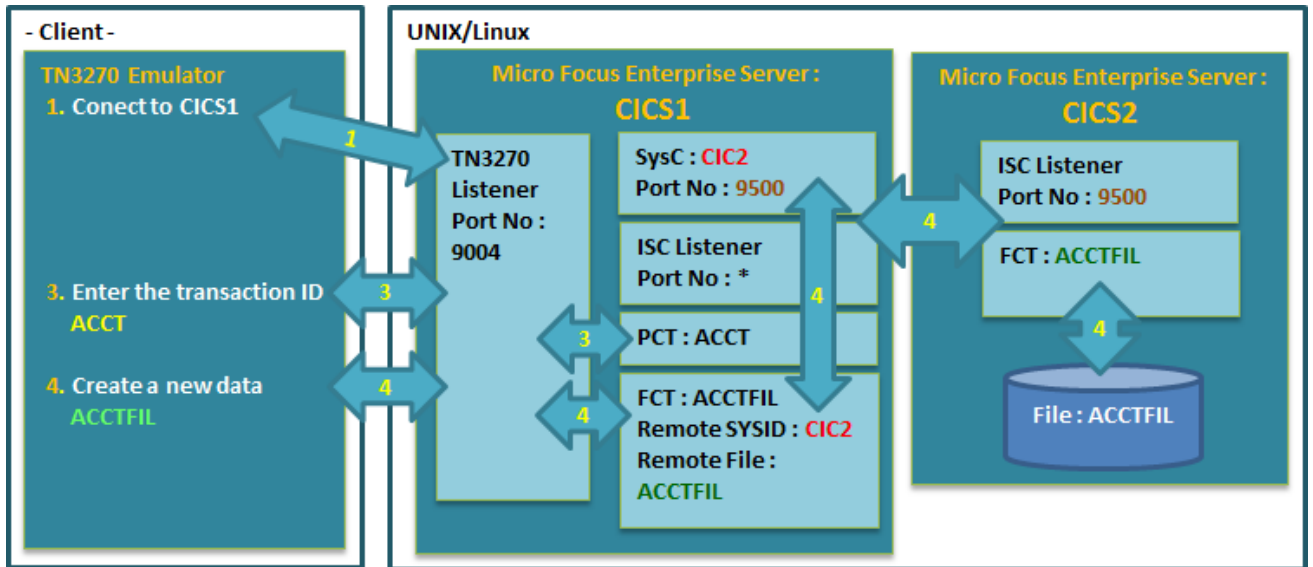 - Client -
TN3270 Emulator
1. Conect to CICS1
3. Enter the transaction ID
ACCT
4. Create a new data
ACCTFIL
1
3
4
UNIX/Linux
Micro Focus Enterprise Server :
CICS1
TN3270
Listener
Port No :
9004
3
4
SysC : CIC2
Port No : 9500
ISC Listener
Port No : *
PCT : ACCT
FCT : ACCTFIL
Remote SYSID : CIC2
Remote File :
ACCTFIL
4
4
Micro Focus Enterprise Server :
CICS2
ISC Listener
Port No : 9500
FCT : ACCTFIL
4
File : ACCTFIL